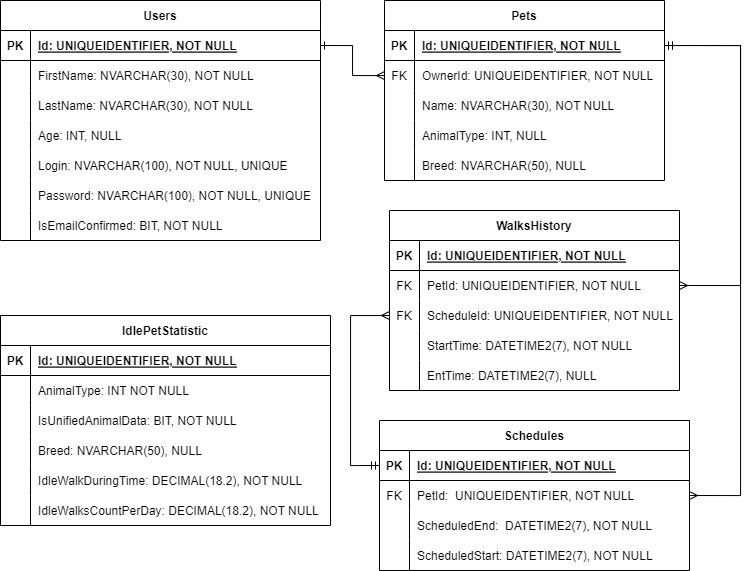 Users
PK Id: UNIQUEIDENTIFIER, NOT NULL
FirstName: NVARCHAR(30), NOT NULL
LastName: NVARCHAR(30), NOT NULL
Age: INT, NULL
Login: NVARCHAR(100), NOT NULL, UNIQUE
Password: NVARCHAR(100), NOT NULL, UNIQUE
IsEmailConfirmed: BIT, NOT NULL
Pets
PK Id: UNIQUEIDENTIFIER, NOT NULL
FK OwnerId: UNIQUEIDENTIFIER, NOT NULL
Name: NVARCHAR(30), NOT NULL
AnimalType: INT, NULL
Breed: NVARCHAR(50), NULL
WalksHistory
PK Id: UNIQUEIDENTIFIER, NOT NULL
FK PetId: UNIQUEIDENTIFIER, NOT NULL
FK ScheduleId: UNIQUEIDENTIFIER, NOT NULL
StartTime: DATETIME2(7), NOT NULL
EntTime: DATETIME2(7), NULL
IdlePetStatistic
PK Id: UNIQUEIDENTIFIER, NOT NULL
AnimalType: INT NOT NULL
IsUnifiedAnimalData: BIT, NOT NULL
Breed: NVARCHAR(50), NULL
IdleWalkDuringTime: DECIMAL(18.2), NOT NULL
IdleWalksCountPerDay: DECIMAL(18.2), NOT NULL
Schedules
PK Id: UNIQUEIDENTIFIER, NOT NULL
FK PetId: UNIQUEIDENTIFIER, NOT NULL
ScheduledEnd: DATETIME2(7), NOT NULL
ScheduledStart: DATETIME2(7), NOT NULL